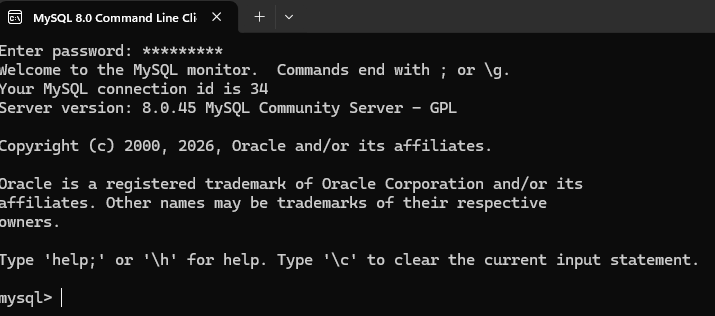 MySQL 8.0 Command Line Cli
Enter password: *********
Welcome to the MySQL monitor.  Commands end with ; or \g.
Your MySQL connection id is 34
Server version: 8.0.45 MySQL Community Server - GPL
Copyright (c) 2000, 2026, Oracle and/or its affiliates.
Oracle is a registered trademark of Oracle Corporation and/or its
affiliates. Other names may be trademarks of their respective
owners.
Type 'help;' or '\h' for help. Type '\c' to clear the current input statement.
mysql>